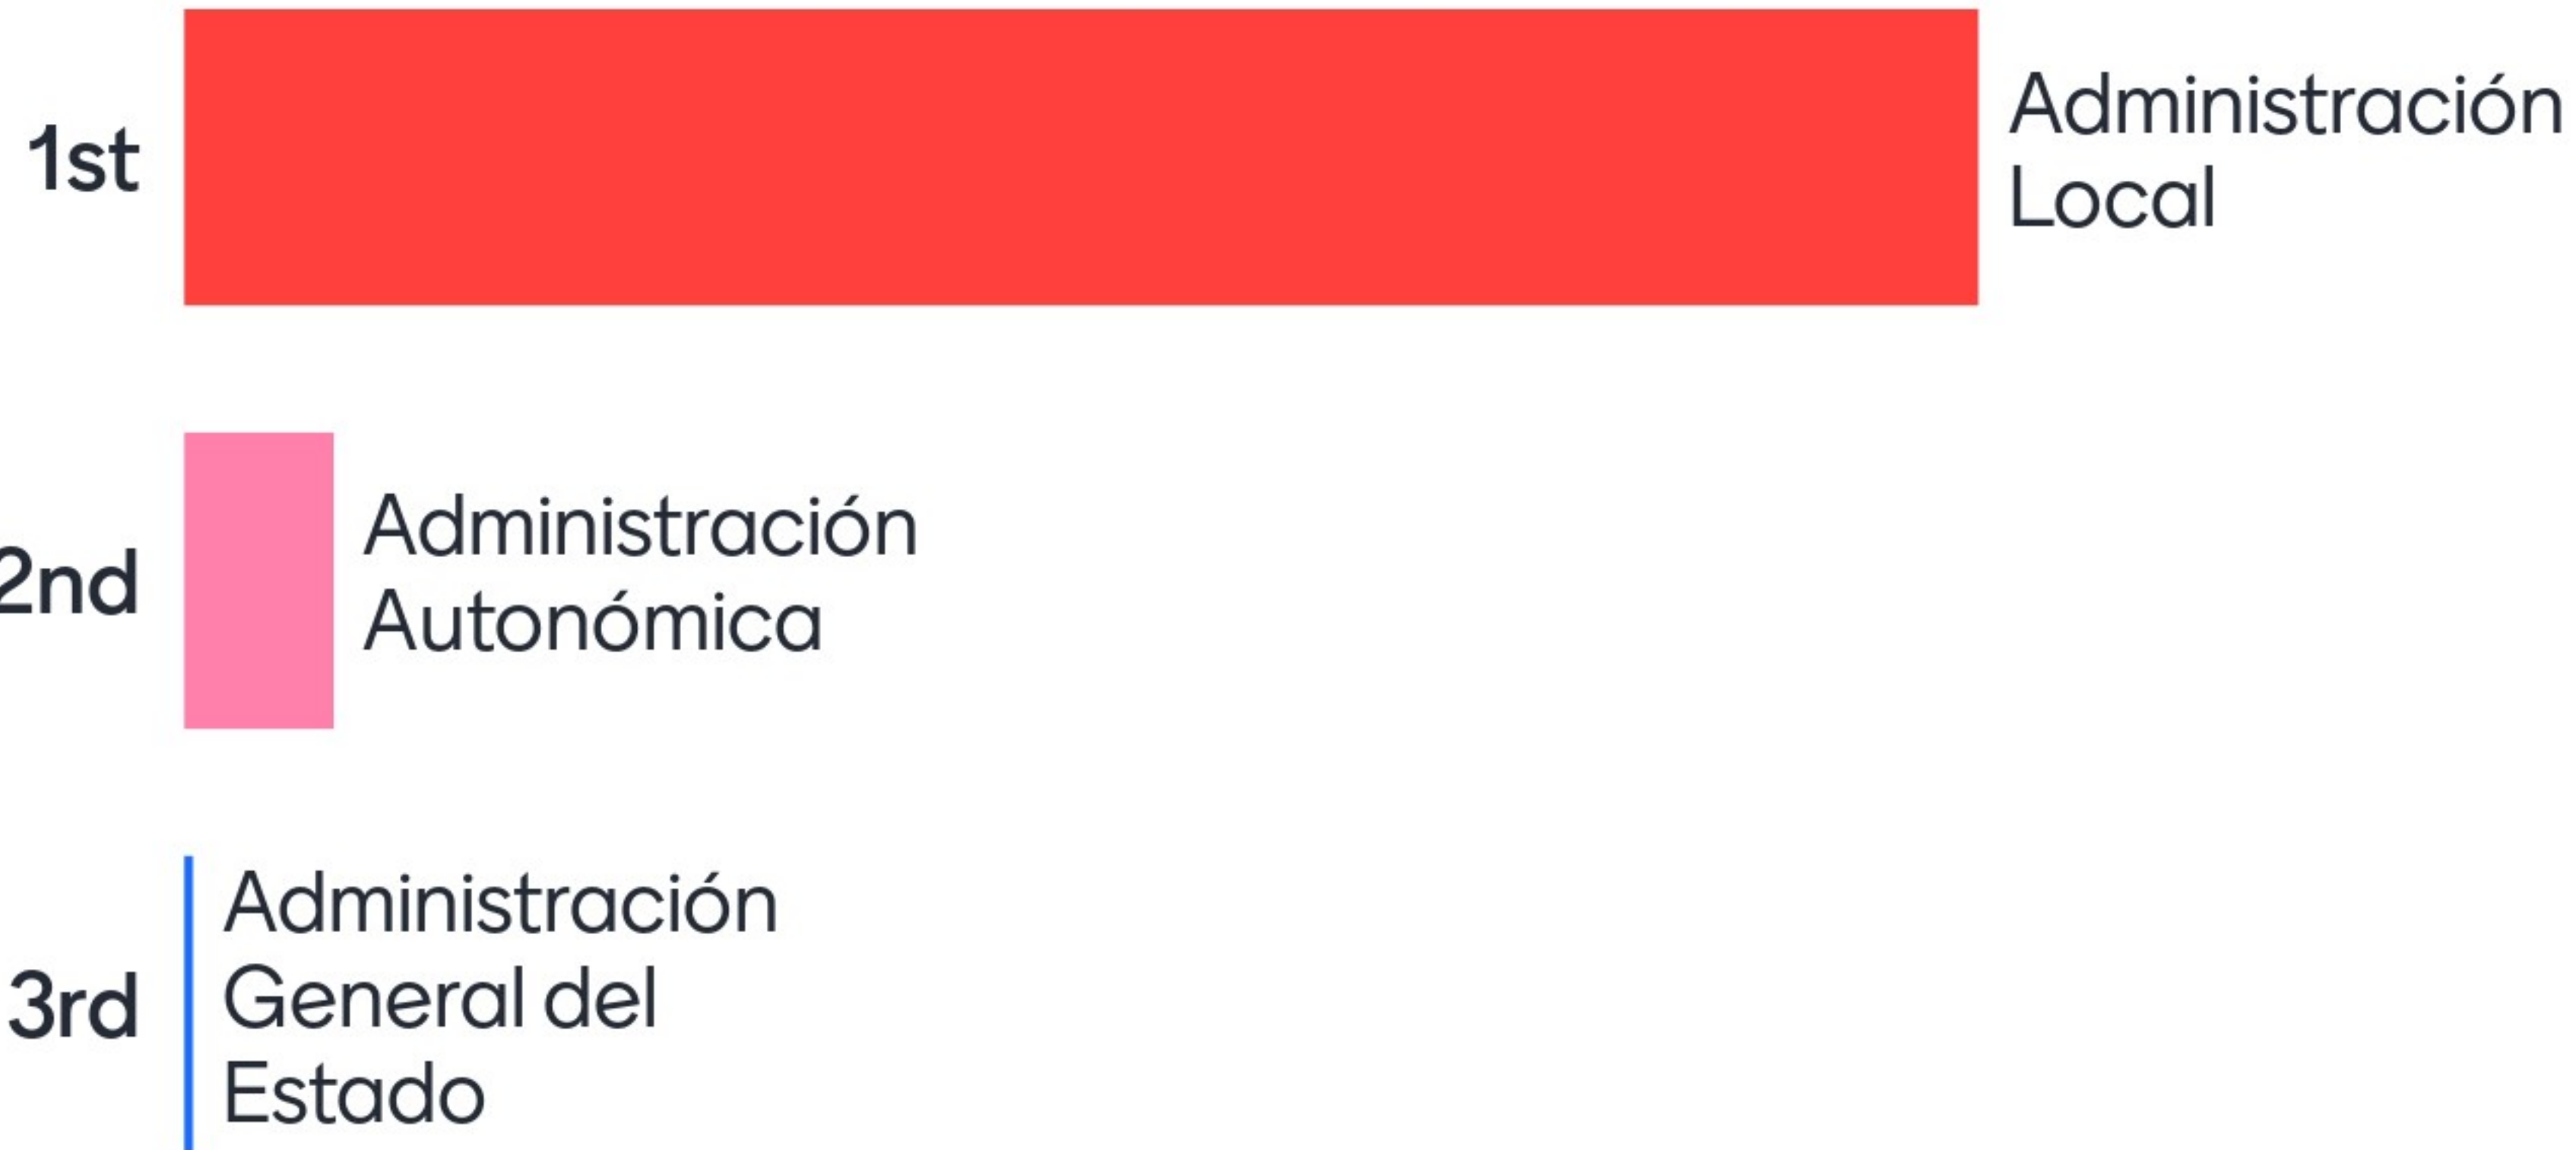 1st
Administración
Local
2nd
Administración
Autonómica
3rd
Administración
General del
Estado